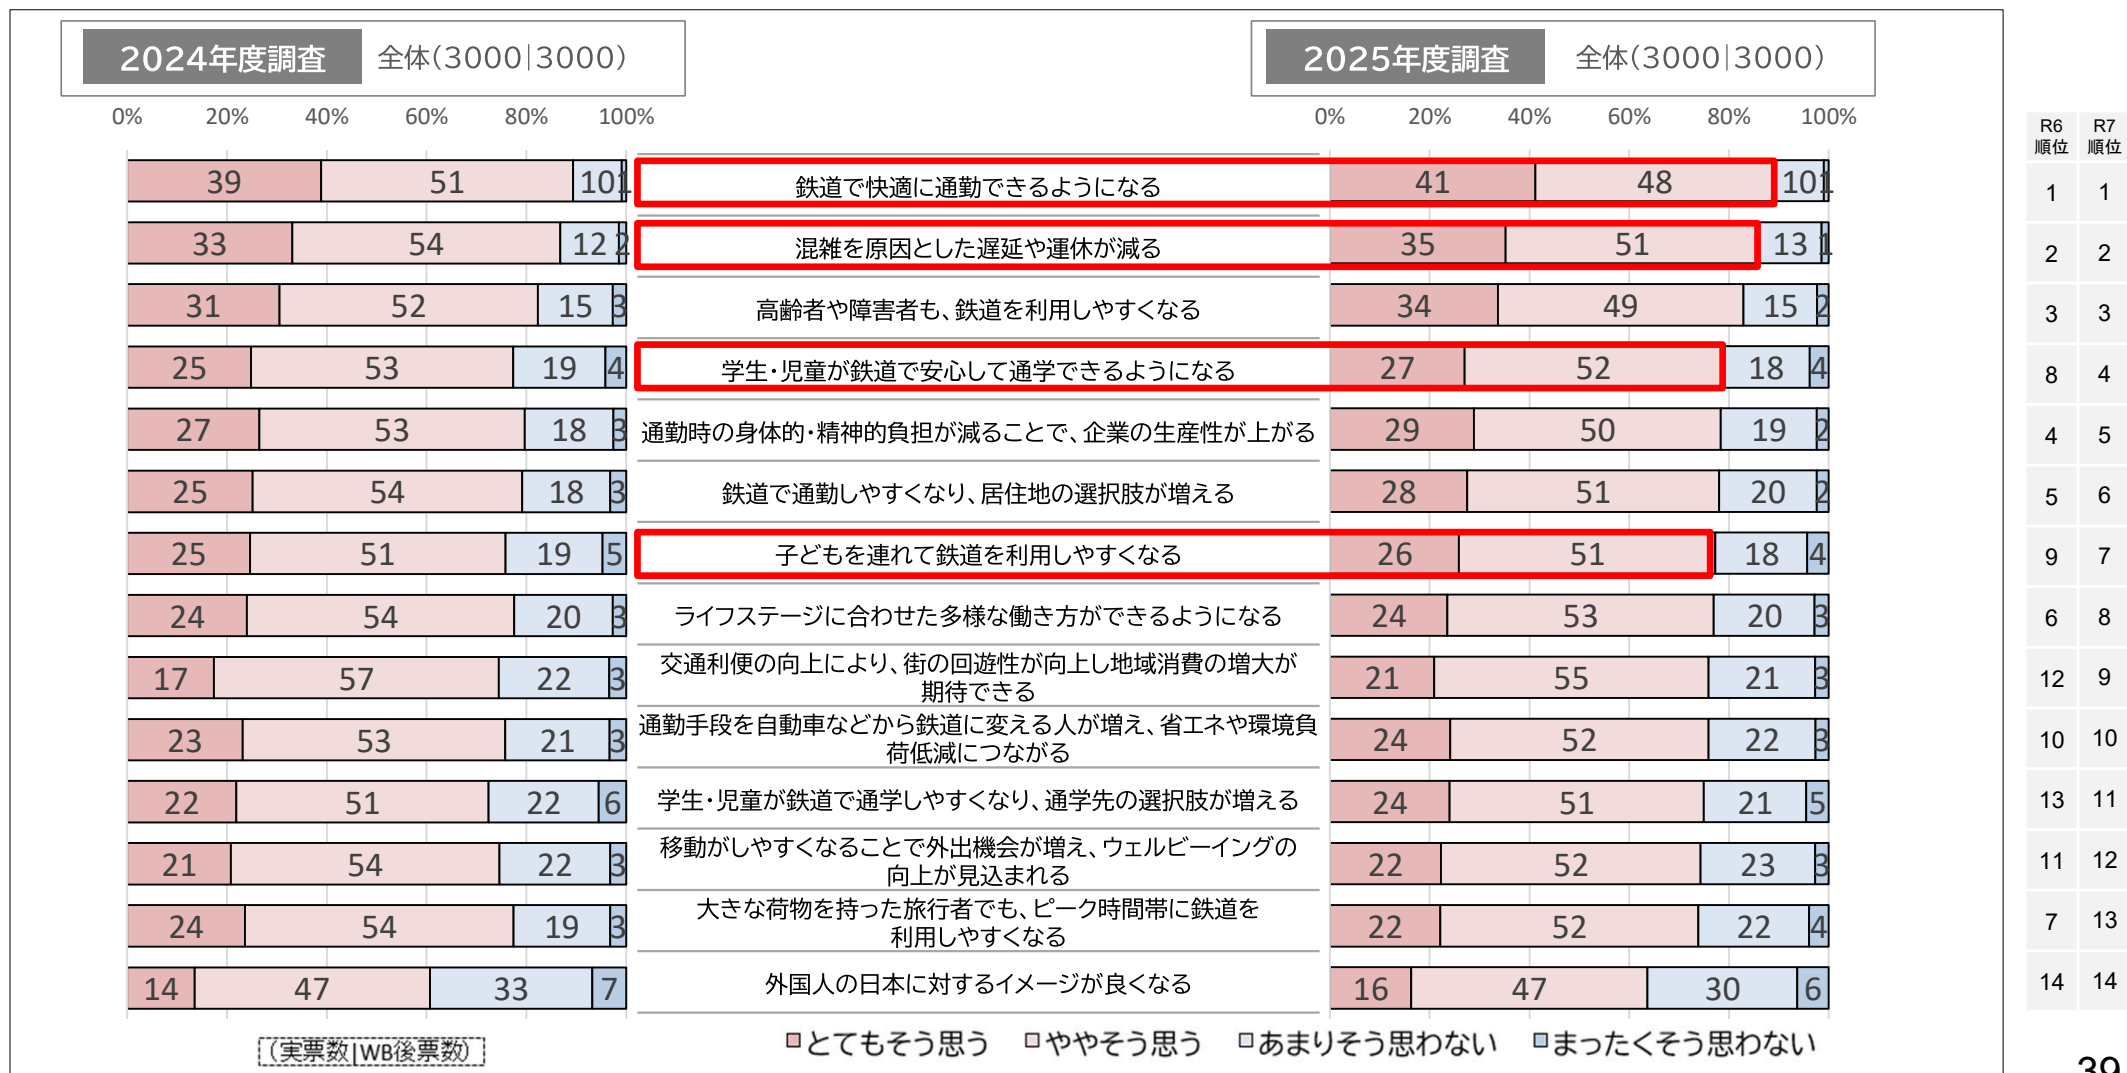 2024年度調査 全体(3000|3000)
2025年度調査 全体(3000|3000)
0% 20% 40% 60% 80% 100%
0% 20% 40% 60% 80% 100%
R6順位 R7順位
39 51 10 1 鉄道で快適に通勤できるようになる 41 48 10 1 1 1
33 54 12 2 混雑を原因とした遅延や運休が減る 35 51 13 1 2 2
31 52 15 3 高齢者や障害者も、鉄道を利用しやすくなる 34 49 15 2 3 3
25 53 19 4 学生・児童が鉄道で安心して通学できるようになる 27 52 18 4 8 4
27 53 18 3 通勤時の身体的・精神的負担が減ることで、企業の生産性が上がる 29 50 19 2 4 5
25 54 18 3 鉄道で通勤しやすくなり、居住地の選択肢が増える 28 51 20 2 5 6
25 51 19 5 子どもを連れて鉄道を利用しやすくなる 26 51 18 4 9 7
24 54 20 3 ライフステージに合わせた多様な働き方ができるようになる 24 53 20 3 6 8
17 57 22 3 交通利便の向上により、街の回遊性が向上し地域消費の増大が
期待できる 21 55 21 3 12 9
23 53 21 3 通勤手段を自動車などから鉄道に変える人が増え、省エネや環境負
荷低減につながる 24 52 22 3 10 10
22 51 22 6 学生・児童が鉄道で通学しやすくなり、通学先の選択肢が増える 24 51 21 5 13 11
21 54 22 3 移動がしやすくなることで外出機会が増え、ウェルビーイングの
向上が見込まれる 22 52 23 3 11 12
24 54 19 3 大きな荷物を持った旅行者でも、ピーク時間帯に鉄道を
利用しやすくなる 22 52 22 4 7 13
14 47 33 7 外国人の日本に対するイメージが良くなる 16 47 30 6 14 14
(実票数|WB後票数)
とてもそう思う ややそう思う あまりそう思わない まったくそう思わない
39